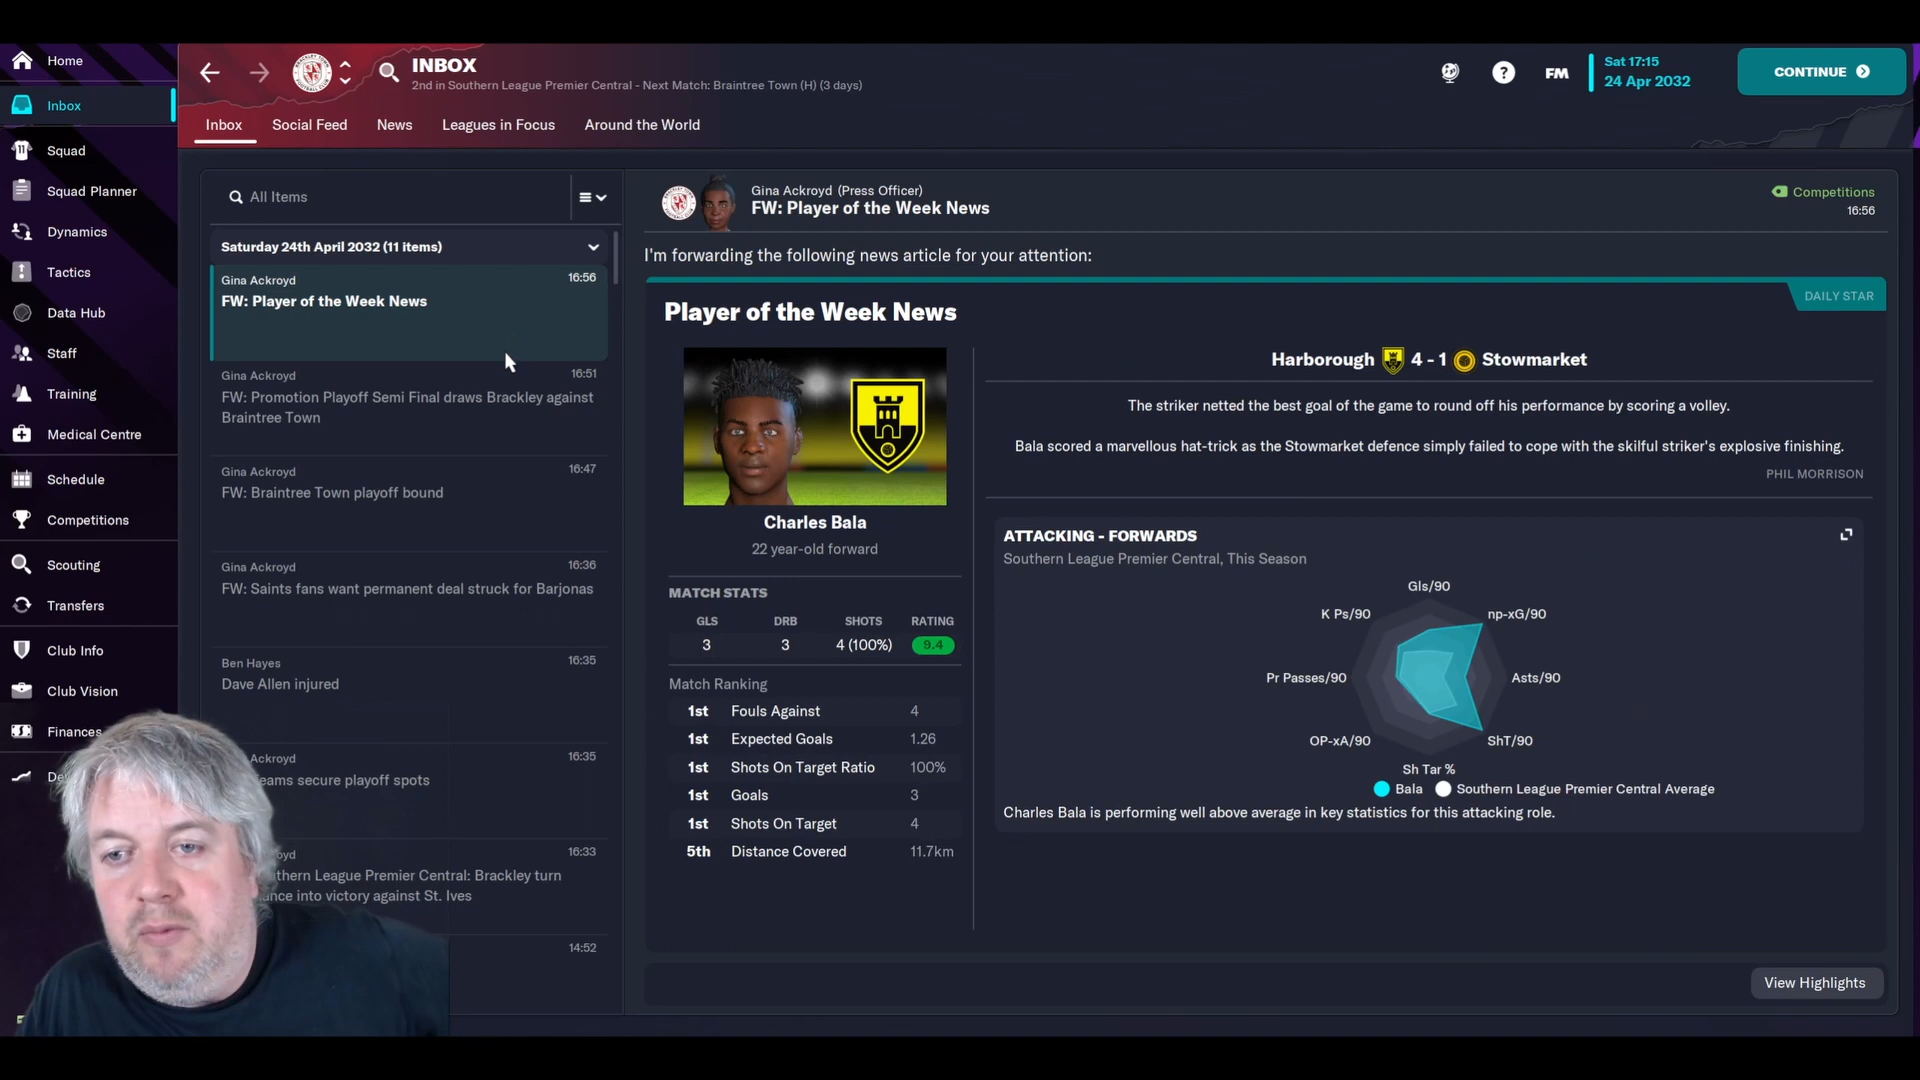 Home
Inbox
Squad
Squad Planner
Dynamics
Tactics
Data Hub
Staff
Training
Medical Centre
Schedule
Competitions
Scouting
Transfers
Club Info
Club Vision
Finances
INBOX
2nd in Southern League Premier Central - Next Match: Braintree Town (H) (3 days)
FM
Sat 17:15
24 Apr 2032
CONTINUE
Inbox Social Feed News Leagues in Focus Around the World
All Items
Saturday 24th April 2032 (11 items)
Gina Ackroyd 16:56
FW: Player of the Week News
Gina Ackroyd 16:51
FW: Promotion Playoff Semi Final draws Brackley against
Braintree Town
Gina Ackroyd 16:47
FW: Braintree Town playoff bound
Gina Ackroyd 16:36
FW: Saints fans want permanent deal struck for Barjonas
Ben Hayes 16:35
Dave Allen injured
Ackroyd 16:35
eams secure playoff spots
oyd 16:33
thern League Premier Central: Brackley turn
ance into victory against St. Ives
14:52
Gina Ackroyd (Press Officer)
FW: Player of the Week News
Competitions
16:56
I'm forwarding the following news article for your attention:
DAILY STAR
Player of the Week News
Charles Bala
22 year-old forward
MATCH STATS
GLS DRB SHOTS RATING
3 3 4 (100%) 9.4
Match Ranking
1st Fouls Against 4
1st Expected Goals 1.26
1st Shots On Target Ratio 100%
1st Goals 3
1st Shots On Target 4
5th Distance Covered 11.7km
Harborough 4 - 1 Stowmarket
The striker netted the best goal of the game to round off his performance by scoring a volley.
Bala scored a marvellous hat-trick as the Stowmarket defence simply failed to cope with the skilful striker's explosive finishing.
PHIL MORRISON
ATTACKING - FORWARDS
Southern League Premier Central, This Season
Gls/90
K Ps/90 np-xG/90
Pr Passes/90 Asts/90
OP-xA/90 ShT/90
Sh Tar %
Bala Southern League Premier Central Average
Charles Bala is performing well above average in key statistics for this attacking role.
View Highlights